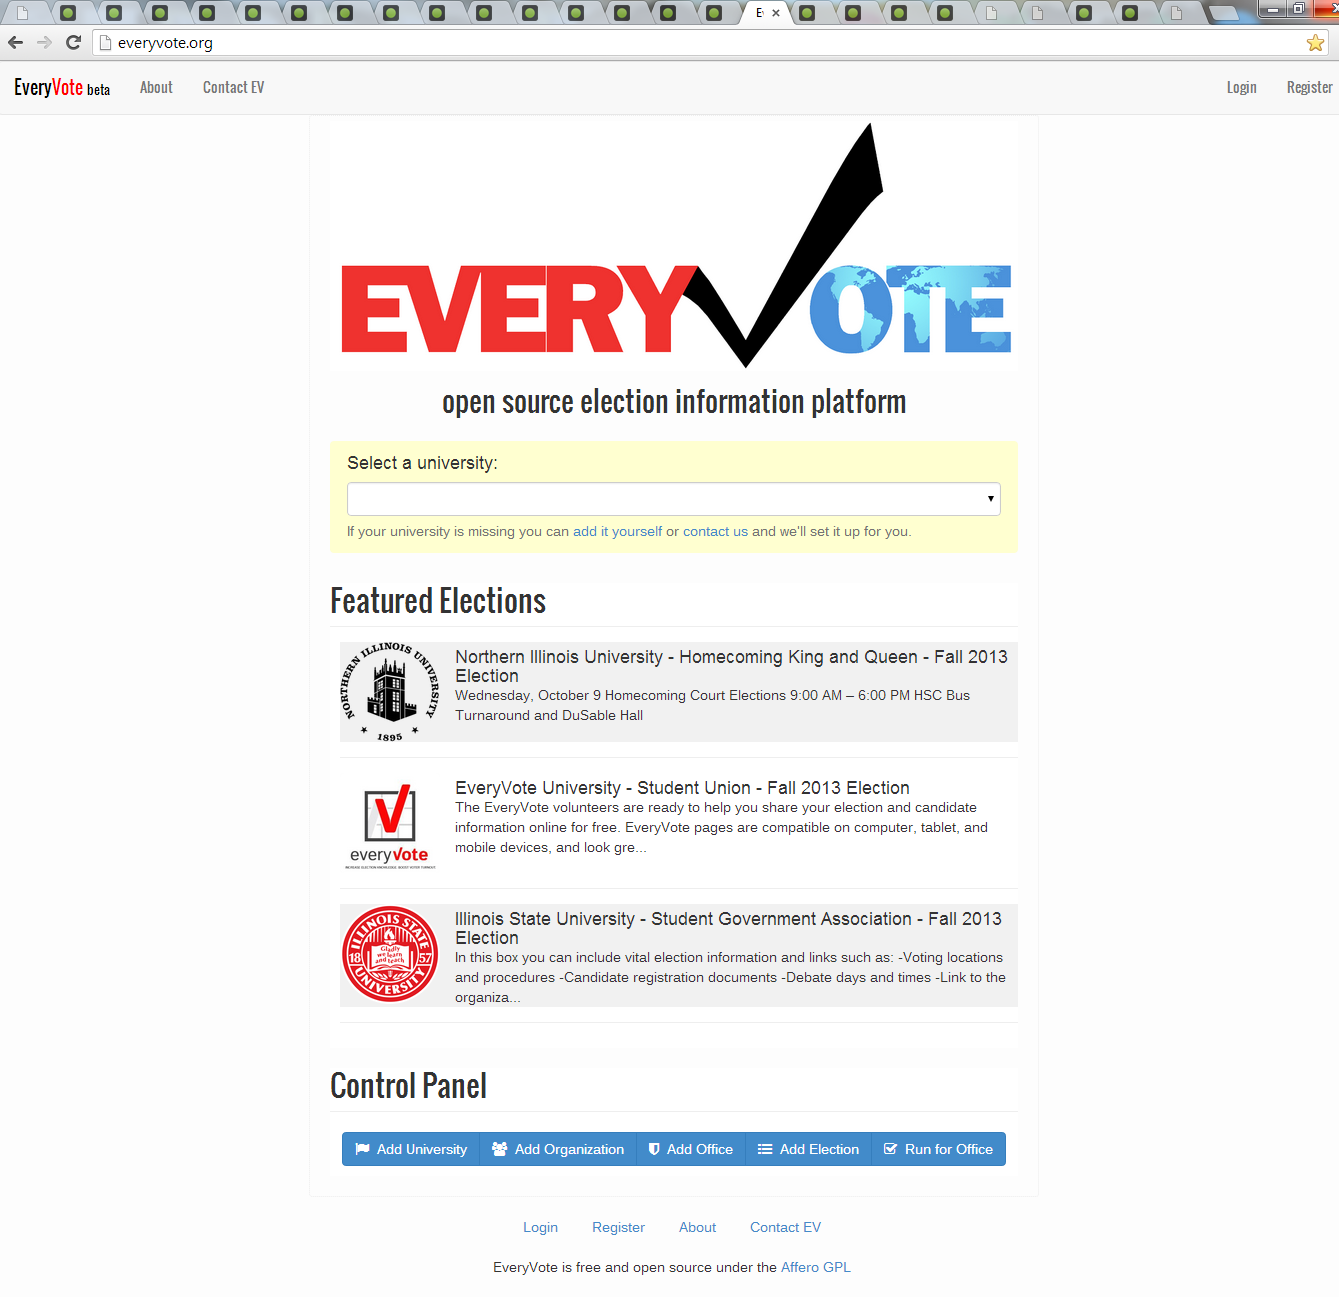 E
everyvote.org
EveryVote beta About Contact EV Login Register
EVERYVOTE
open source election information platform
Select a university:
If your university is missing you can add it yourself or contact us and we'll set it up for you.
Featured Elections
NORTHERN ILLINOIS UNIVERSITY
1895
Northern Illinois University - Homecoming King and Queen - Fall 2013
Election
Wednesday, October 9 Homecoming Court Elections 9:00 AM – 6:00 PM HSC Bus
Turnaround and DuSable Hall
everyvote
EveryVote University - Student Union - Fall 2013 Election
The EveryVote volunteers are ready to help you share your election and candidate
information online for free. EveryVote pages are compatible on computer, tablet, and
mobile devices, and look gre...
ILLINOIS STATE UNIVERSITY
18 57
Gladly
we learn
and teach
Illinois State University - Student Government Association - Fall 2013
Election
In this box you can include vital election information and links such as: -Voting locations
and procedures -Candidate registration documents -Debate days and times -Link to the
organiza...
Control Panel
Add University Add Organization Add Office Add Election Run for Office
Login Register About Contact EV
EveryVote is free and open source under the Affero GPL